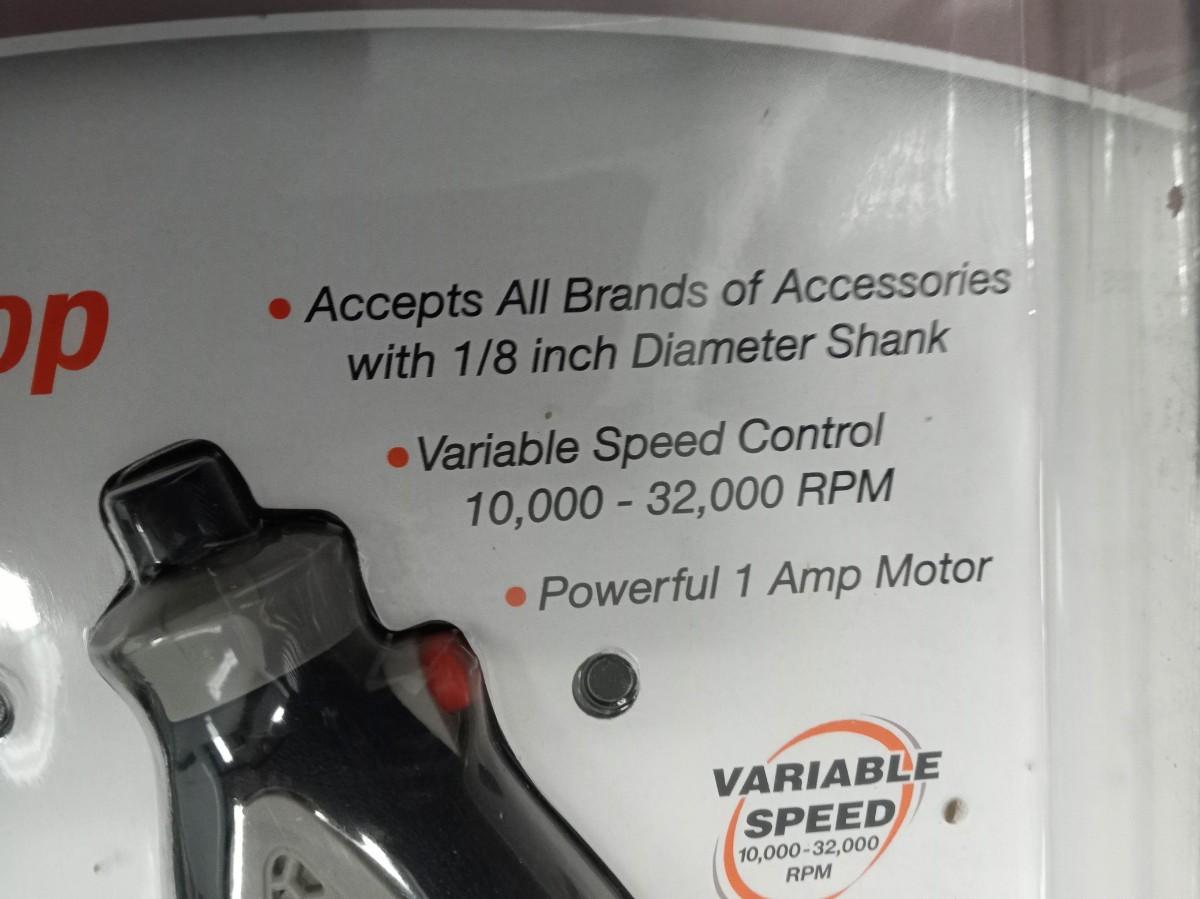 op
• Accepts All Brands of Accessories
with 1/8 inch Diameter Shank
• Variable Speed Control
10,000 - 32,000 RPM
• Powerful 1 Amp Motor
VARIABLE
SPEED
10,000-32,000
RPM